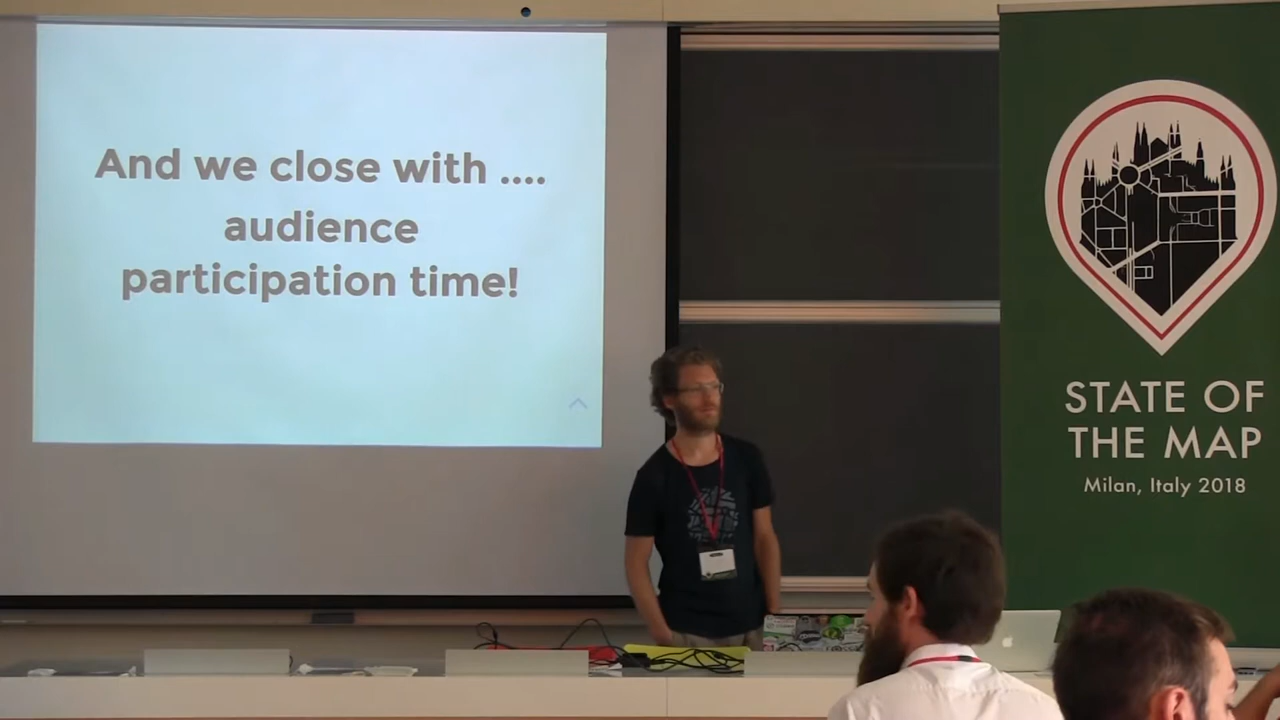 And we close with ....
audience
participation time!
STATE OF
THE MAP
Milan, Italy 2018